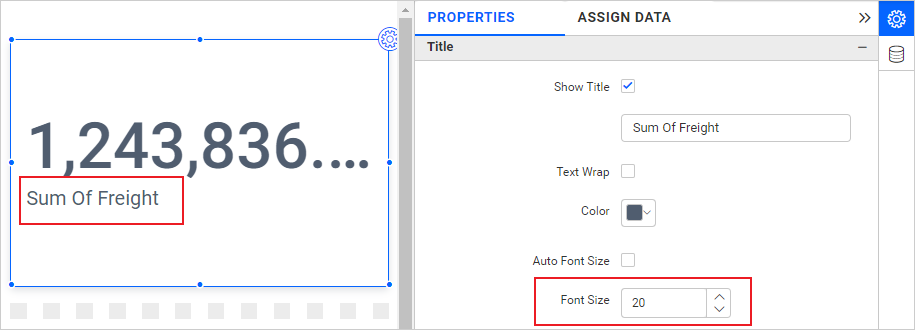 PROPERTIES
ASSIGN DATA
Title
Show Title
Sum Of Freight
Text Wrap
Color
Auto Font Size
Font Size
20
1,243,836....
Sum Of Freight